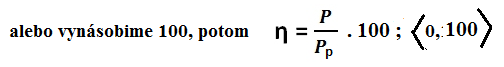 alebo vynásobime 100, potom η = P / Pp . 100 ; ⟨0, 100⟩